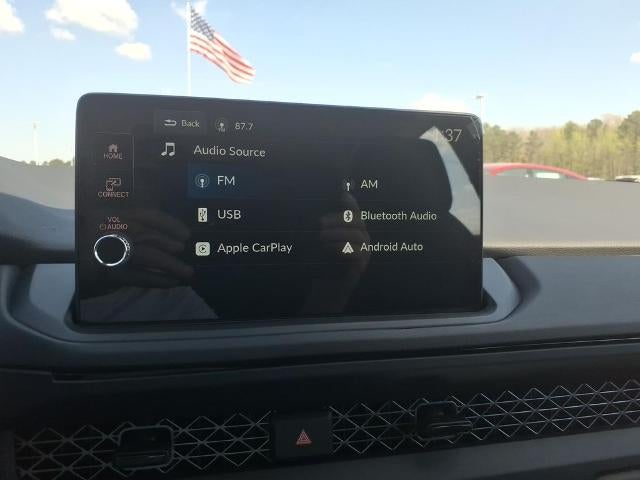 Back 87.7
:37
HOME
Audio Source
FM AM
CONNECT
USB Bluetooth Audio
VOL
AUDIO
Apple CarPlay Android Auto